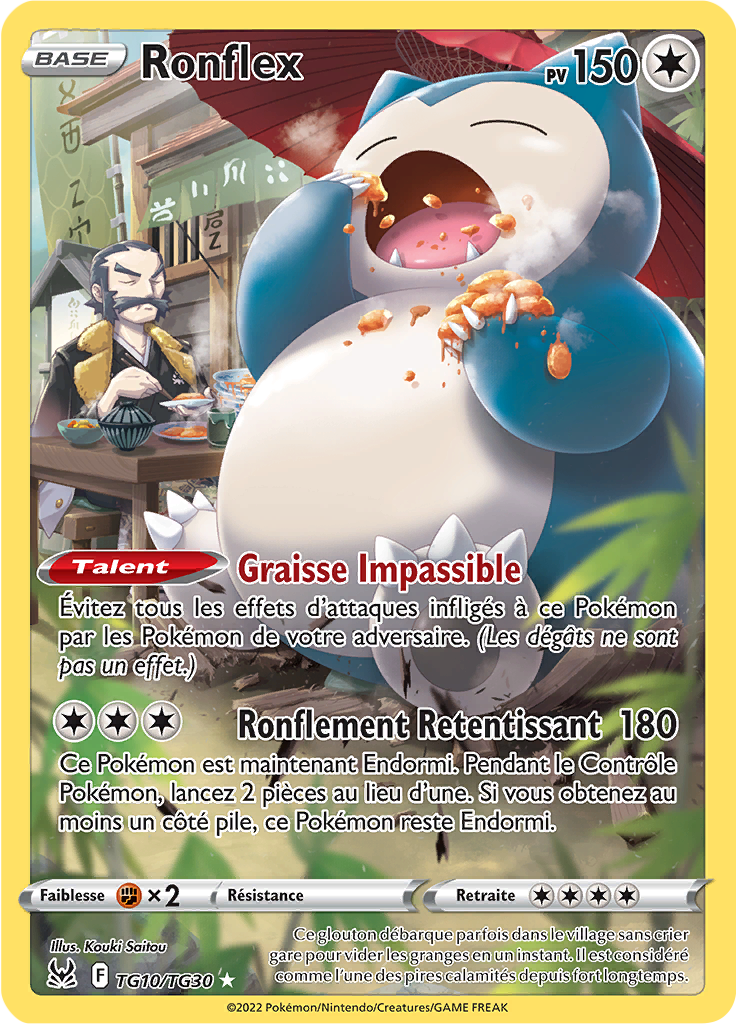 BASE
Ronflex
PV 150
Talent
Graisse Impassible
Évitez tous les effets d'attaques infligés à ce Pokémon
par les Pokémon de votre adversaire. (Les dégâts ne sont
pas un effet.)
Ronflement Retentissant 180
Ce Pokémon est maintenant Endormi. Pendant le Contrôle
Pokémon, lancez 2 pièces au lieu d'une. Si vous obtenez au
moins un côté pile, ce Pokémon reste Endormi.
Faiblesse ×2 Résistance Retraite
Illus. Kouki Saitou
F TG10/TG30 ★
Ce glouton débarque parfois dans le village sans crier
gare pour vider les granges en un instant. Il est considéré
comme l'une des pires calamités depuis fort longtemps.
©2022 Pokémon/Nintendo/Creatures/GAME FREAK